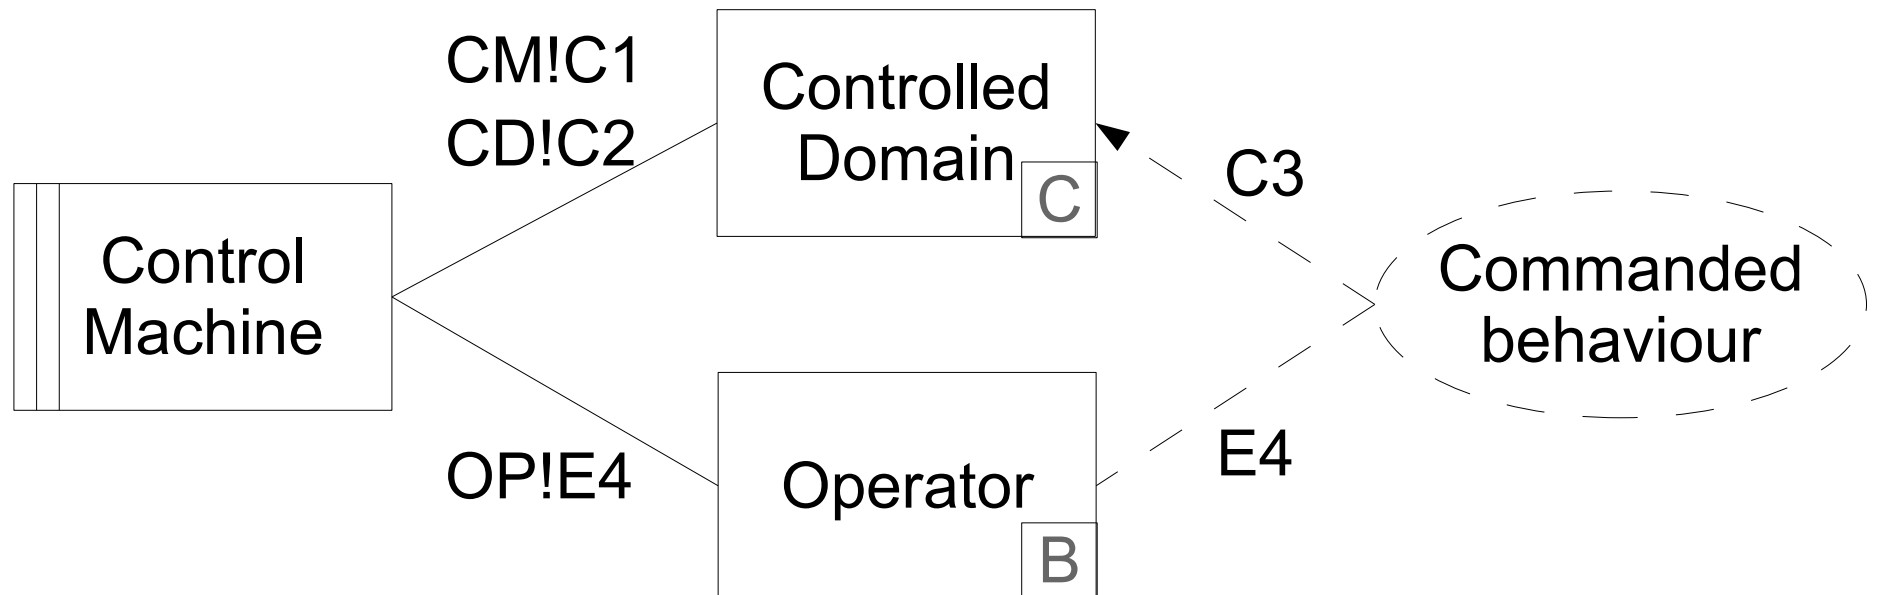 CM!C1
CD!C2
Controlled
Domain
C
C3
Control
Machine
Commanded
behaviour
OP!E4
Operator
B
E4